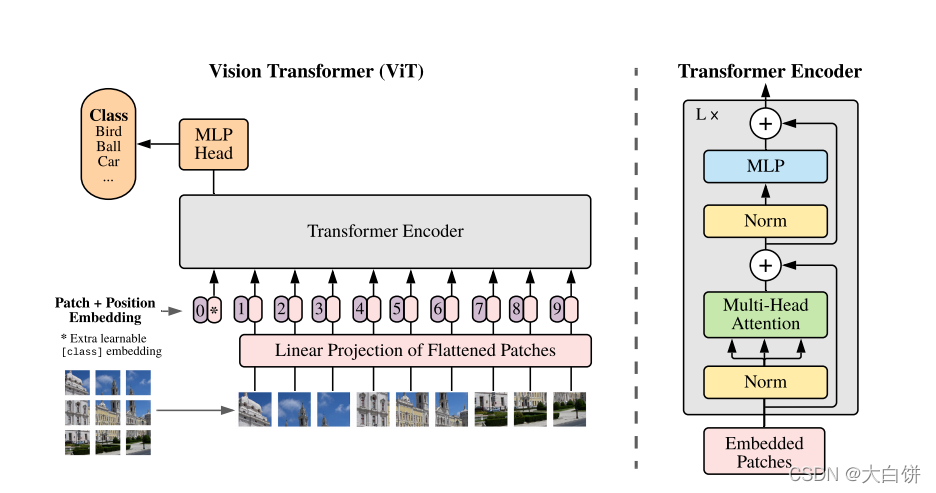 Vision Transformer (ViT)
Class
Bird
Ball
Car
...
MLP
Head
Transformer Encoder
Patch + Position
Embedding
0 * 1 2 3 4 5 6 7 8 9
* Extra learnable
[class] embedding
Linear Projection of Flattened Patches
Transformer Encoder
L ×
+
MLP
Norm
+
Multi-Head
Attention
Norm
Embedded
Patches
CSDN @大白饼